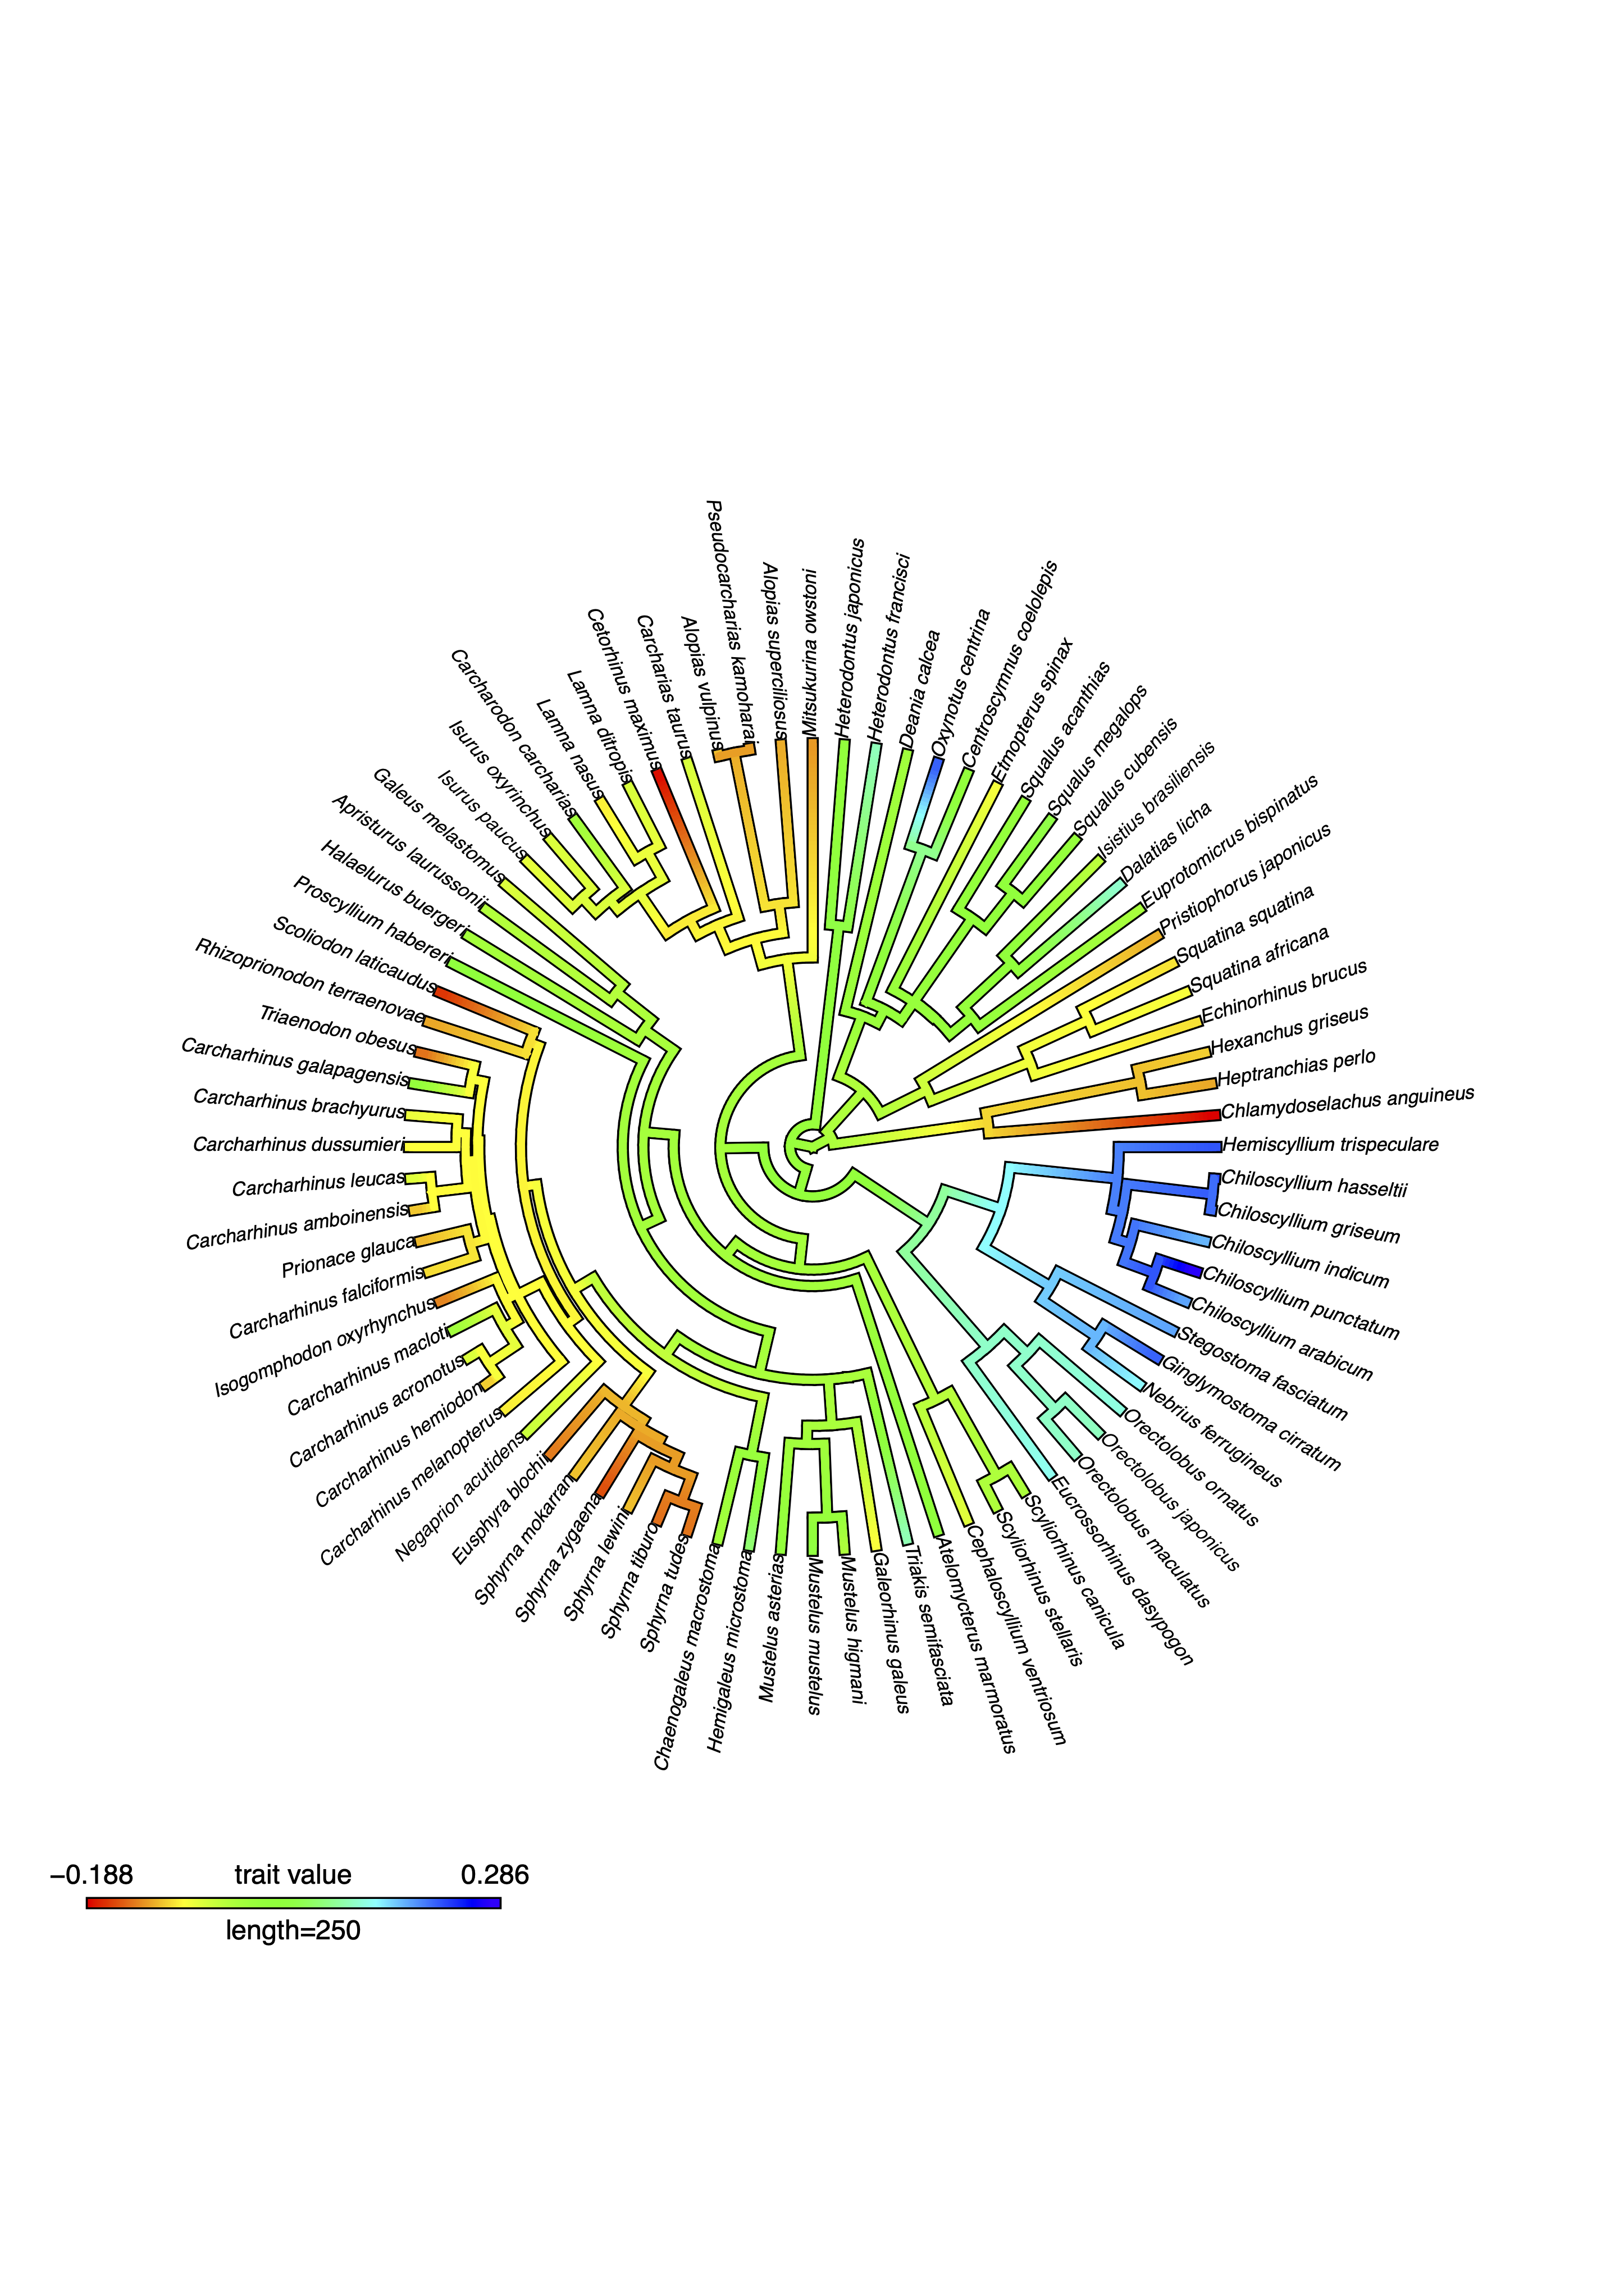 Pseudocarcharias kamoharai
Alopias superciliosus
Mitsukurina owstoni
Heterodontus japonicus
Heterodontus francisci
Deania calcea
Oxynotus centrina
Centroscymnus coelolepis
Etmopterus spinax
Squalus acanthias
Squalus megalops
Squalus cubensis
Isistius brasiliensis
Dalatias licha
Euprotomicrus bispinatus
Pristiophorus japonicus
Squatina squatina
Squatina africana
Echinorhinus brucus
Hexanchus griseus
Heptranchias perlo
Chlamydoselachus anguineus
Hemiscyllium trispeculare
Chiloscyllium hasseltii
Chiloscyllium griseum
Chiloscyllium indicum
Chiloscyllium punctatum
Chiloscyllium arabicum
Stegostoma fasciatum
Ginglymostoma cirratum
Nebrius ferrugineus
Orectolobus ornatus
Orectolobus japonicus
Orectolobus maculatus
Eucrossorhinus dasypogon
Scyliorhinus canicula
Scyliorhinus stellaris
Cephaloscyllium ventriosum
Atelomycterus marmoratus
Triakis semifasciata
Galeorhinus galeus
Mustelus higmani
Mustelus mustelus
Mustelus asterias
Hemigaleus microstoma
Chaenogaleus macrostoma
Sphyrna tudes
Sphyrna tiburo
Sphyrna lewini
Sphyrna zygaena
Sphyrna mokarran
Eusphyra blochii
Negaprion acutidens
Carcharhinus melanopterus
Carcharhinus hemiodon
Carcharhinus acronotus
Carcharhinus macloti
Isogomphodon oxyrhynchus
Carcharhinus falciformis
Prionace glauca
Carcharhinus amboinensis
Carcharhinus leucas
Carcharhinus dussumieri
Carcharhinus brachyurus
Carcharhinus galapagensis
Triaenodon obesus
Rhizoprionodon terraenovae
Scoliodon laticaudus
Proscyllium habereri
Halaelurus buergeri
Apristurus laurussonii
Galeus melastomus
Isurus paucus
Isurus oxyrinchus
Carcharodon carcharias
Lamna nasus
Lamna ditropis
Cetorhinus maximus
Carcharias taurus
Alopias vulpinus
−0.188 trait value 0.286
length=250